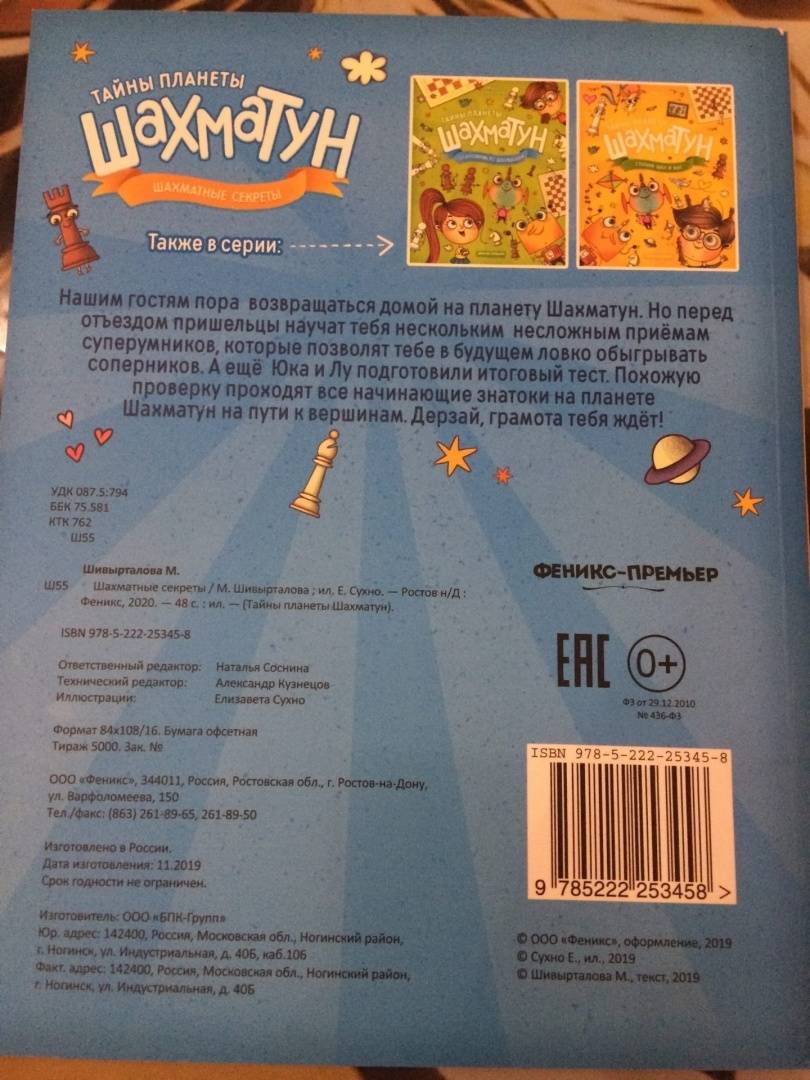 ТАЙНЫ ПЛАНЕТЫ
ШАХМАТУН
ШАХМАТНЫЕ СЕКРЕТЫ
Также в серии:
ТАЙНЫ ПЛАНЕТЫ
ШАХМАТУН
ШАХМАТУН
Нашим гостям пора возвращаться домой на планету Шахматун. Но перед
отъездом пришельцы научат тебя нескольким несложным приёмам
суперумников, которые позволят тебе в будущем ловко обыгрывать
соперников. А ещё Юка и Лу подготовили итоговый тест. Похожую
проверку проходят все начинающие знатоки на планете
Шахматун на пути к вершинам. Дерзай, грамота тебя ждёт!
УДК 087.5:794
БЕК 75.581
КТК 762
Ш55
Шивырталова М.
Ш55 Шахматные секреты / М. Шивырталова ; ил. Е. Сухно. — Ростов н/Д :
Феникс, 2020. — 48 с. : ил. — (Тайны планеты Шахматун).
ISBN 978-5-222-25345-8
Ответственный редактор: Наталья Соснина
Технический редактор: Александр Кузнецов
Иллюстрации: Елизавета Сухно
Формат 84х108/16. Бумага офсетная
Тираж 5000. Зак. №
ООО «Феникс», 344011, Россия, Ростовская обл., г. Ростов-на-Дону,
ул. Варфоломеева, 150
Тел./факс: (863) 261-89-65, 261-89-50
Изготовлено в России.
Дата изготовления: 11.2019
Срок годности не ограничен.
Изготовитель: ООО «БПК-Групп»
Юр. адрес: 142400, Россия, Московская обл., Ногинский район,
г. Ногинск, ул. Индустриальная, д. 40Б, каб.106
Факт. адрес: 142400, Россия, Московская обл., Ногинский район,
г. Ногинск, ул. Индустриальная, д. 40Б
ФЕНИКС-ПРЕМЬЕР
ЕАС
0+
ФЗ от 29.12.2010
№ 436-ФЗ
ISBN 978-5-222-25345-8
9 785222 253458 >
© ООО «Феникс», оформление, 2019
© Сухно Е., ил., 2019
© Шивырталова М., текст, 2019